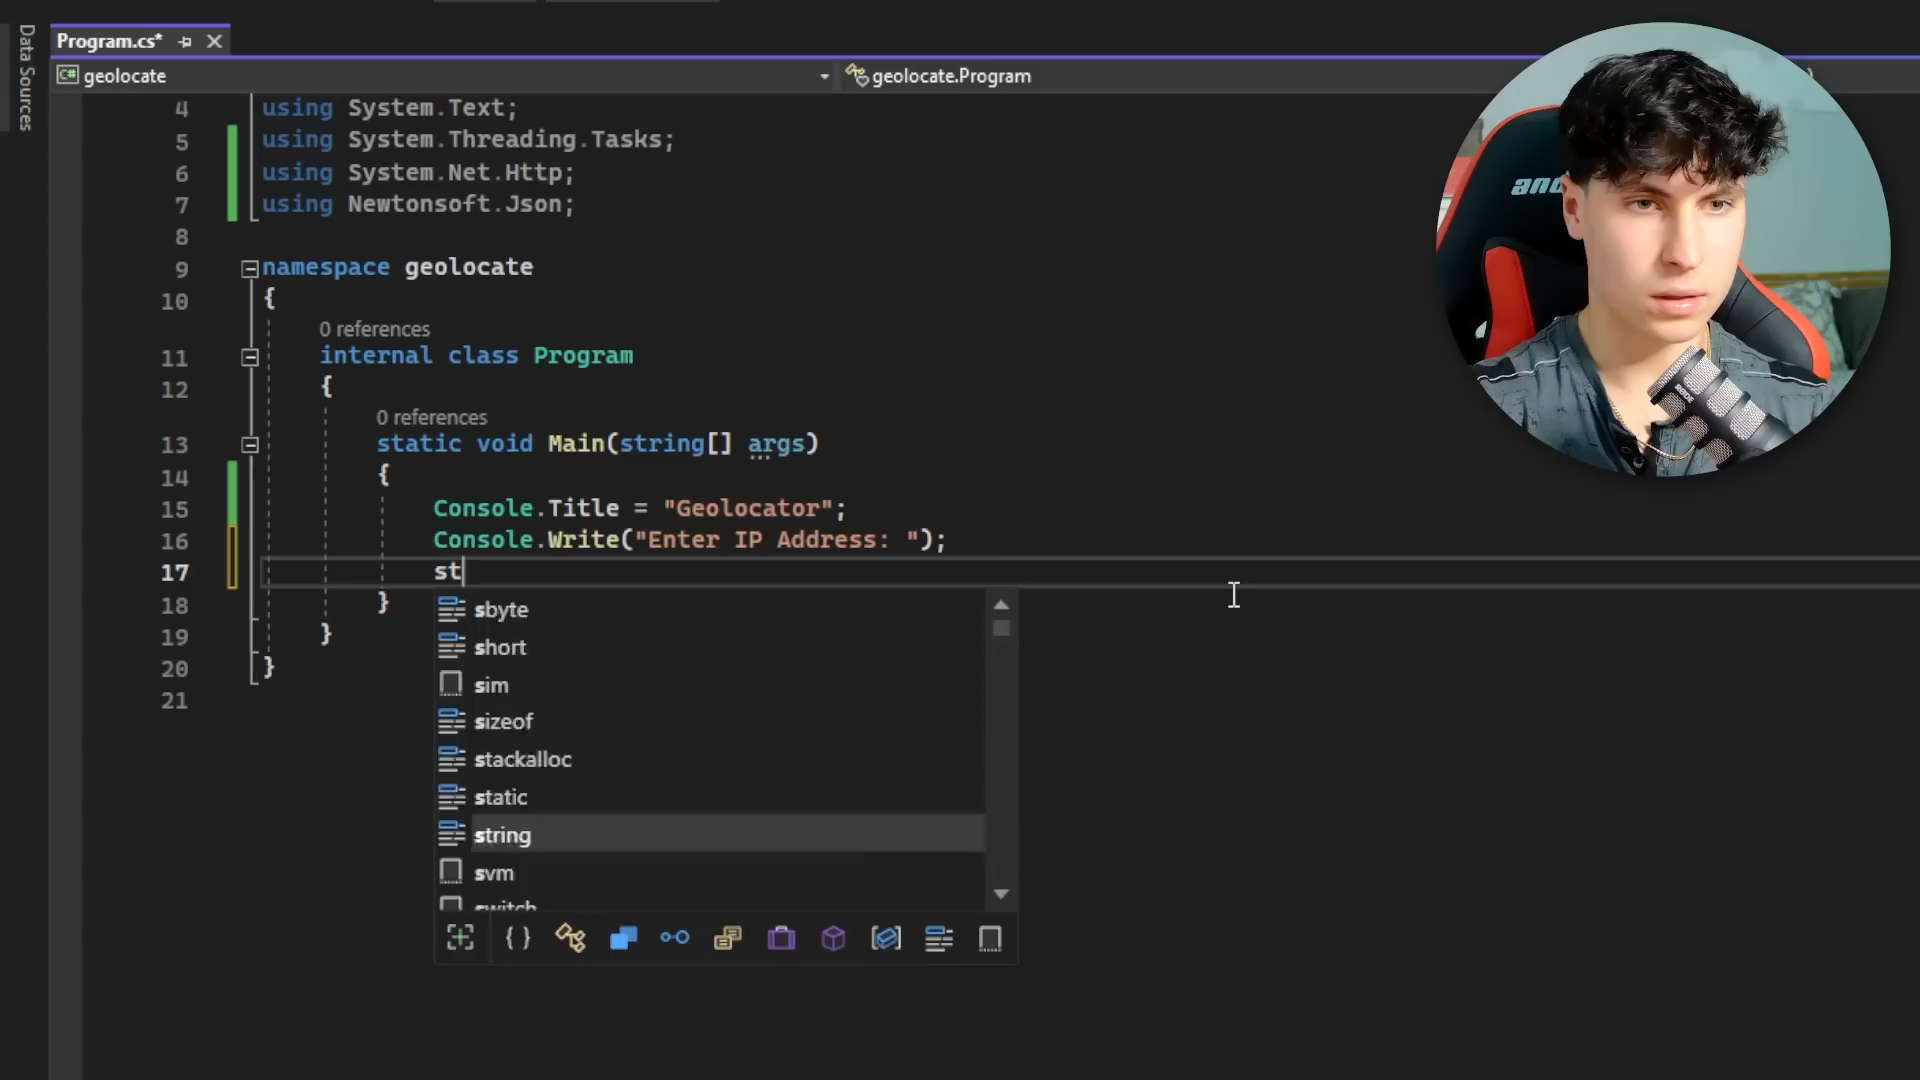 Data Sources
Program.cs*
geolocate
geolocate.Program
4 using System.Text;
5 using System.Threading.Tasks;
6 using System.Net.Http;
7 using Newtonsoft.Json;
8
9 namespace geolocate
10 {
0 references
11 internal class Program
12 {
0 references
13 static void Main(string[] args)
14 {
15 Console.Title = "Geolocator";
16 Console.Write("Enter IP Address: ");
17 st
18 }
19 }
20 }
21
sbyte
short
sim
sizeof
stackalloc
static
string
svm
switch
RODE